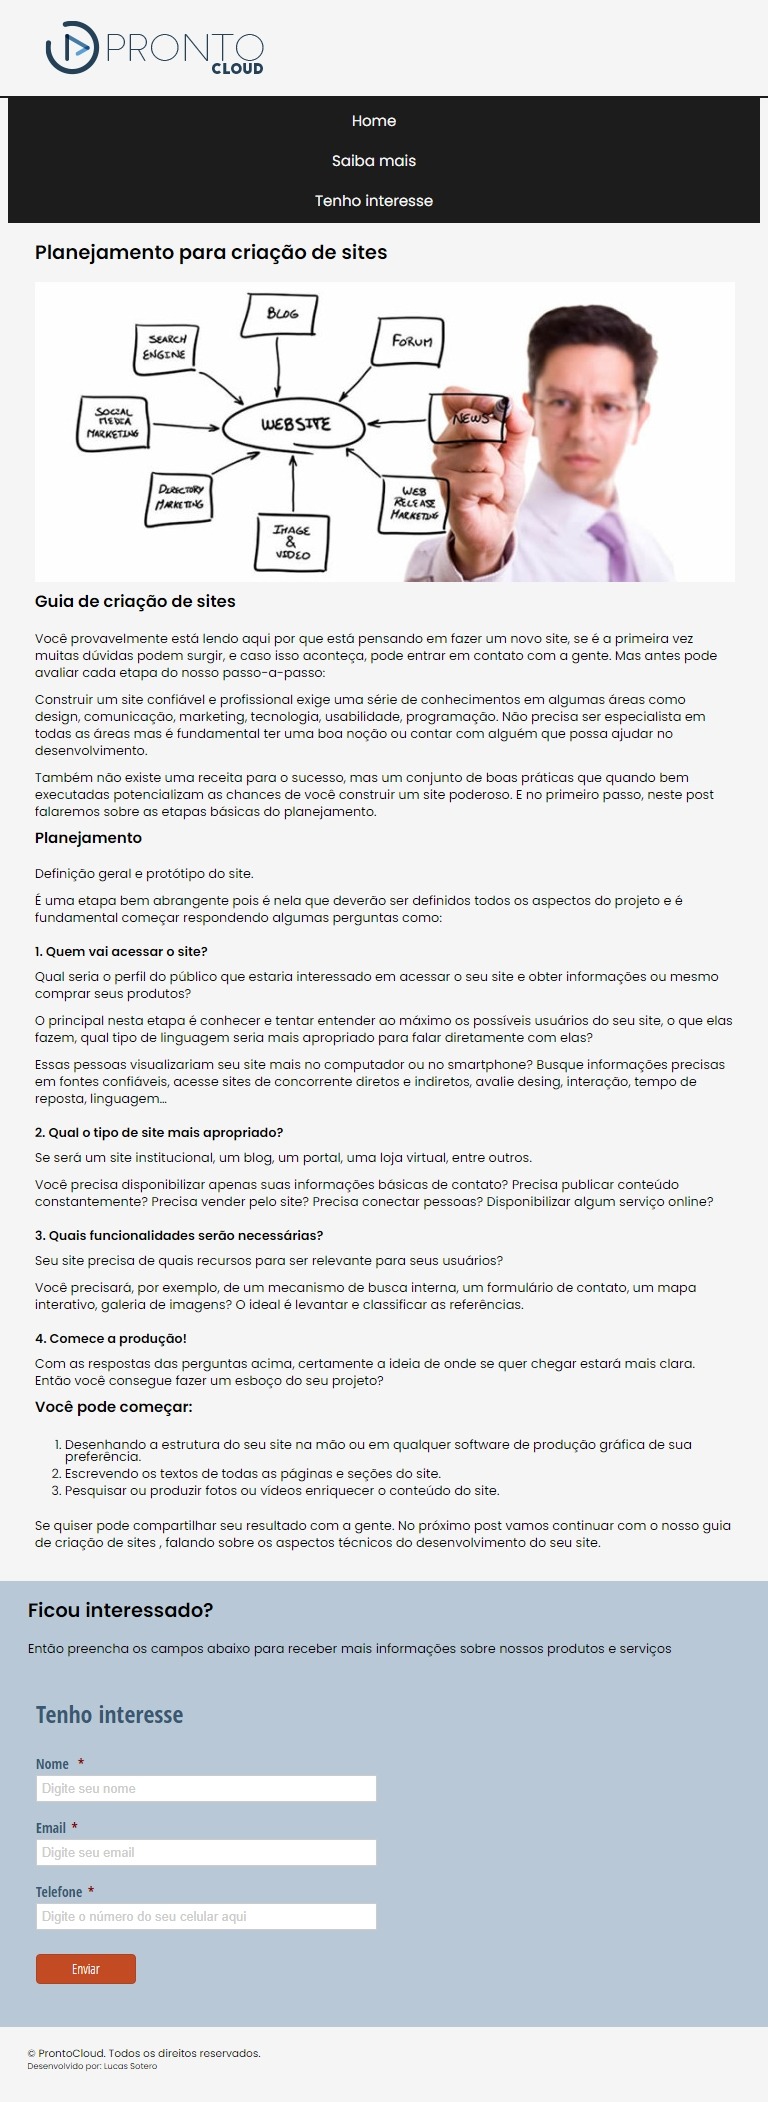 PRONTO
CLOUD
Home
Saiba mais
Tenho interesse
Planejamento para criação de sites
BLOG
SEARCH
ENGINE
FORUM
SOCIAL
MEDIA
MARKETING
WEBSITE
NEWS
DIRECTORY
MARKETING
WEB
RELEASE
MARKETING
IMAGE
&
VIDEO
Guia de criação de sites
Você provavelmente está lendo aqui por que está pensando em fazer um novo site, se é a primeira vez
muitas dúvidas podem surgir, e caso isso aconteça, pode entrar em contato com a gente. Mas antes pode
avaliar cada etapa do nosso passo-a-passo:
Construir um site confiável e profissional exige uma série de conhecimentos em algumas áreas como
design, comunicação, marketing, tecnologia, usabilidade, programação. Não precisa ser especialista em
todas as áreas mas é fundamental ter uma boa noção ou contar com alguém que possa ajudar no
desenvolvimento.
Também não existe uma receita para o sucesso, mas um conjunto de boas práticas que quando bem
executadas potencializam as chances de você construir um site poderoso. E no primeiro passo, neste post
falaremos sobre as etapas básicas do planejamento.
Planejamento
Definição geral e protótipo do site.
É uma etapa bem abrangente pois é nela que deverão ser definidos todos os aspectos do projeto e é
fundamental começar respondendo algumas perguntas como:
1. Quem vai acessar o site?
Qual seria o perfil do público que estaria interessado em acessar o seu site e obter informações ou mesmo
comprar seus produtos?
O principal nesta etapa é conhecer e tentar entender ao máximo os possíveis usuários do seu site, o que elas
fazem, qual tipo de linguagem seria mais apropriado para falar diretamente com elas?
Essas pessoas visualizariam seu site mais no computador ou no smartphone? Busque informações precisas
em fontes confiáveis, acesse sites de concorrente diretos e indiretos, avalie desing, interação, tempo de
reposta, linguagem...
2. Qual o tipo de site mais apropriado?
Se será um site institucional, um blog, um portal, uma loja virtual, entre outros.
Você precisa disponibilizar apenas suas informações básicas de contato? Precisa publicar conteúdo
constantemente? Precisa vender pelo site? Precisa conectar pessoas? Disponibilizar algum serviço online?
3. Quais funcionalidades serão necessárias?
Seu site precisa de quais recursos para ser relevante para seus usuários?
Você precisará, por exemplo, de um mecanismo de busca interna, um formulário de contato, um mapa
interativo, galeria de imagens? O ideal é levantar e classificar as referências.
4. Comece a produção!
Com as respostas das perguntas acima, certamente a ideia de onde se quer chegar estará mais clara.
Então você consegue fazer um esboço do seu projeto?
Você pode começar:
1. Desenhando a estrutura do seu site na mão ou em qualquer software de produção gráfica de sua
preferência.
2. Escrevendo os textos de todas as páginas e seções do site.
3. Pesquisar ou produzir fotos ou vídeos enriquecer o conteúdo do site.
Se quiser pode compartilhar seu resultado com a gente. No próximo post vamos continuar com o nosso guia
de criação de sites , falando sobre os aspectos técnicos do desenvolvimento do seu site.
Ficou interessado?
Então preencha os campos abaixo para receber mais informações sobre nossos produtos e serviços
Tenho interesse
Nome *
Digite seu nome
Email *
Digite seu email
Telefone *
Digite o número do seu celular aqui
Enviar
© ProntoCloud. Todos os direitos reservados.
Desenvolvido por: Lucas Sotero